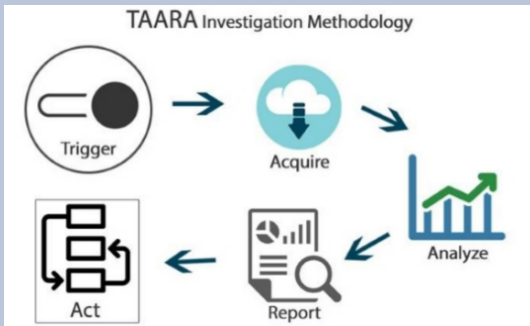 TAARA Investigation Methodology
Trigger
Acquire
Analyze
Report
Act